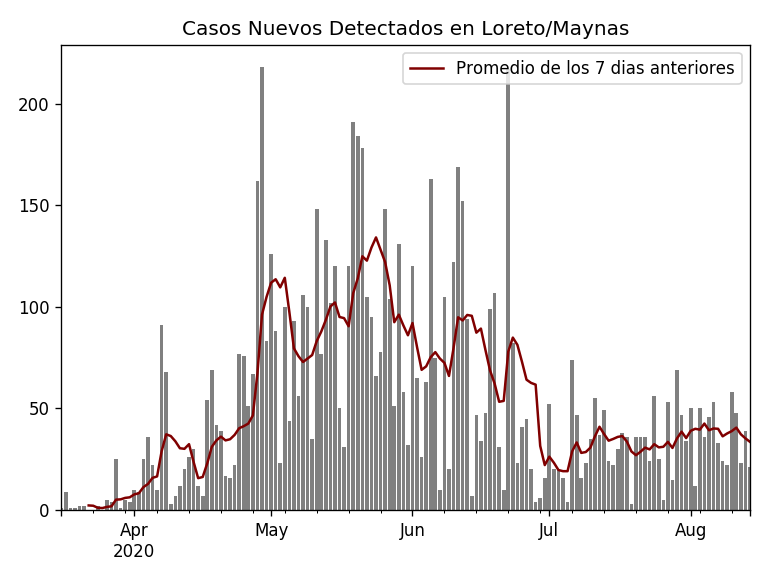 Casos Nuevos Detectados en Loreto/Maynas
Promedio de los 7 dias anteriores
200
150
100
50
0
Apr
2020
May
Jun
Jul
Aug